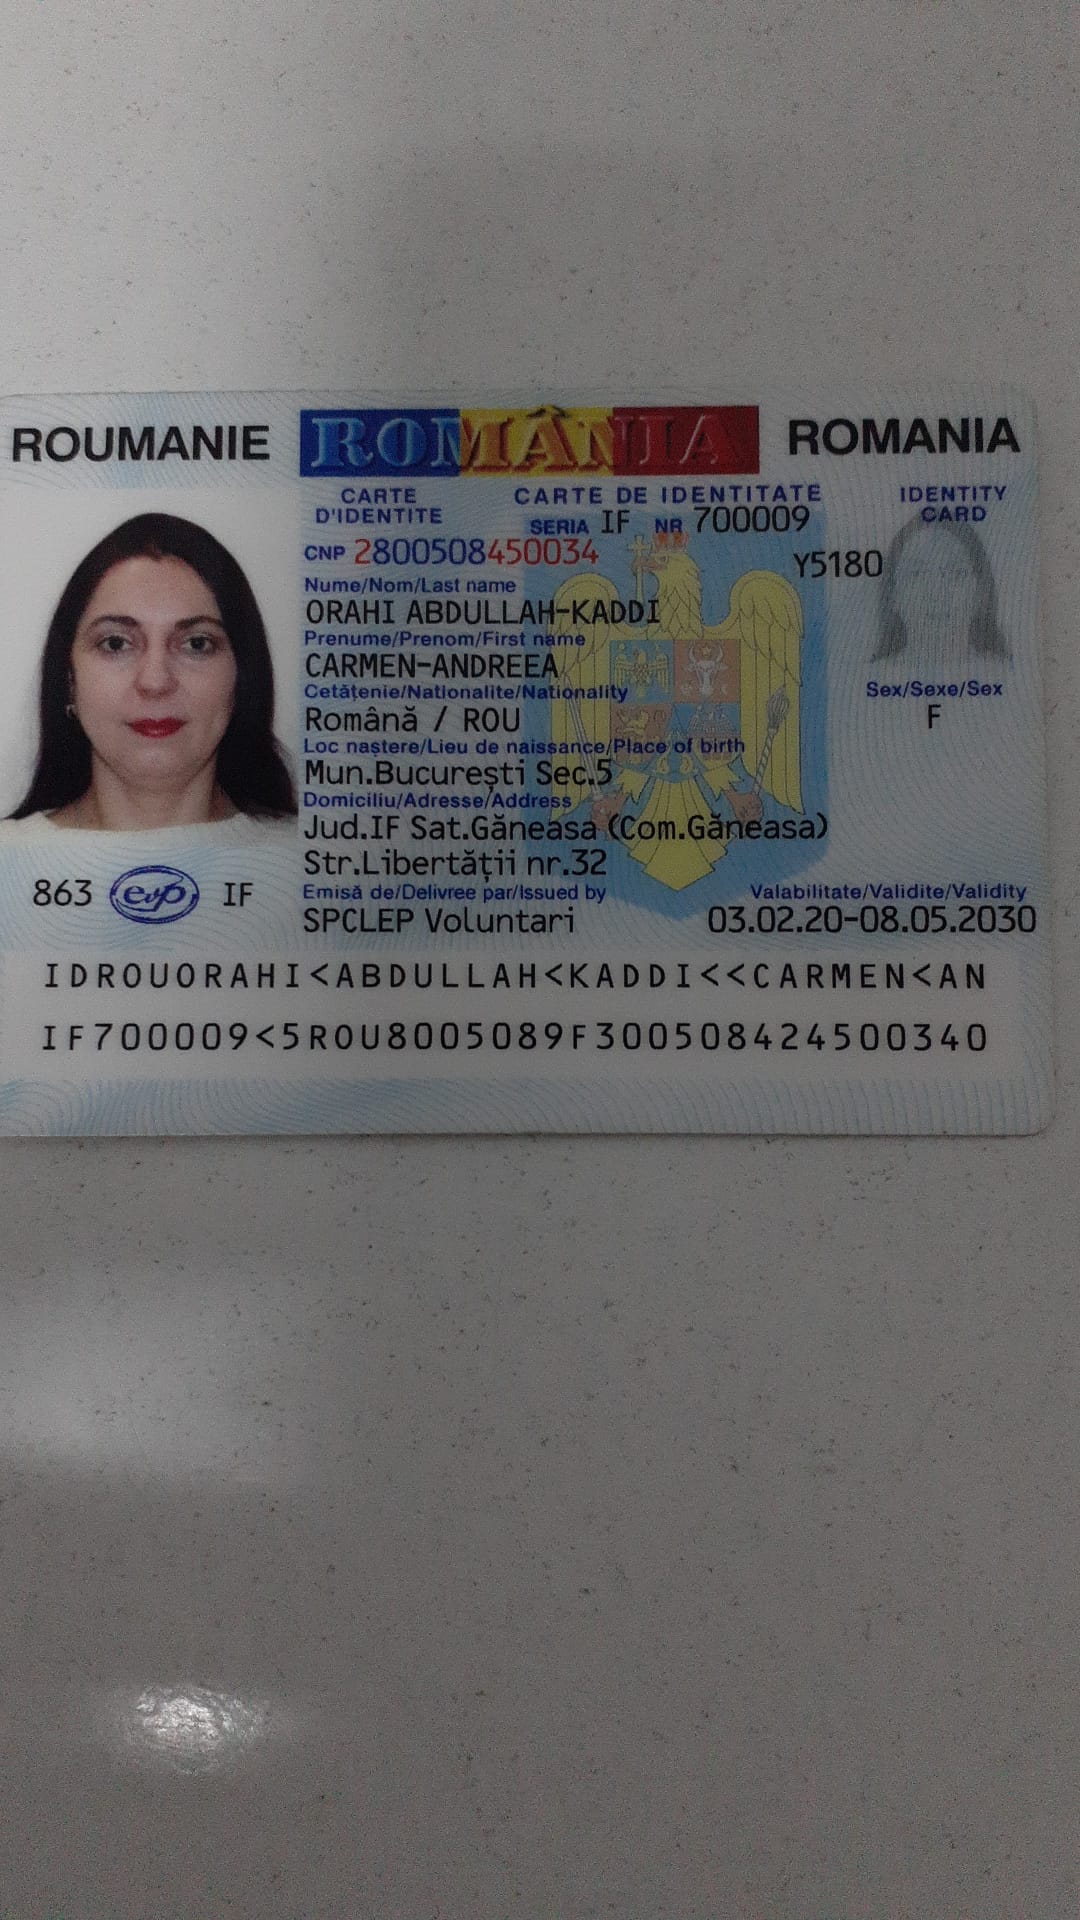 ROUMANIE ROMÂNIA ROMANIA
CARTE D'IDENTITE CARTE DE IDENTITATE IDENTITY CARD
SERIA IF NR 700009
CNP 2800508450034 Y5180
Nume/Nom/Last name
ORAHI ABDULLAH-KADDI
Prenume/Prenom/First name
CARMEN-ANDREEA
Cetățenie/Nationalite/Nationality Sex/Sexe/Sex
Română / ROU F
Loc naștere/Lieu de naissance/Place of birth
Mun.București Sec.5
Domiciliu/Adresse/Address
Jud.IF Sat.Găneasa (Com.Găneasa)
Str.Libertății nr.32
863 IF Emisă de/Delivree par/Issued by Valabilitate/Validite/Validity
SPCLEP Voluntari 03.02.20-08.05.2030
IDROUORAHI<ABDULLAH<KADDI<<CARMEN<AN
IF700009<5ROU8005089F300508424500340